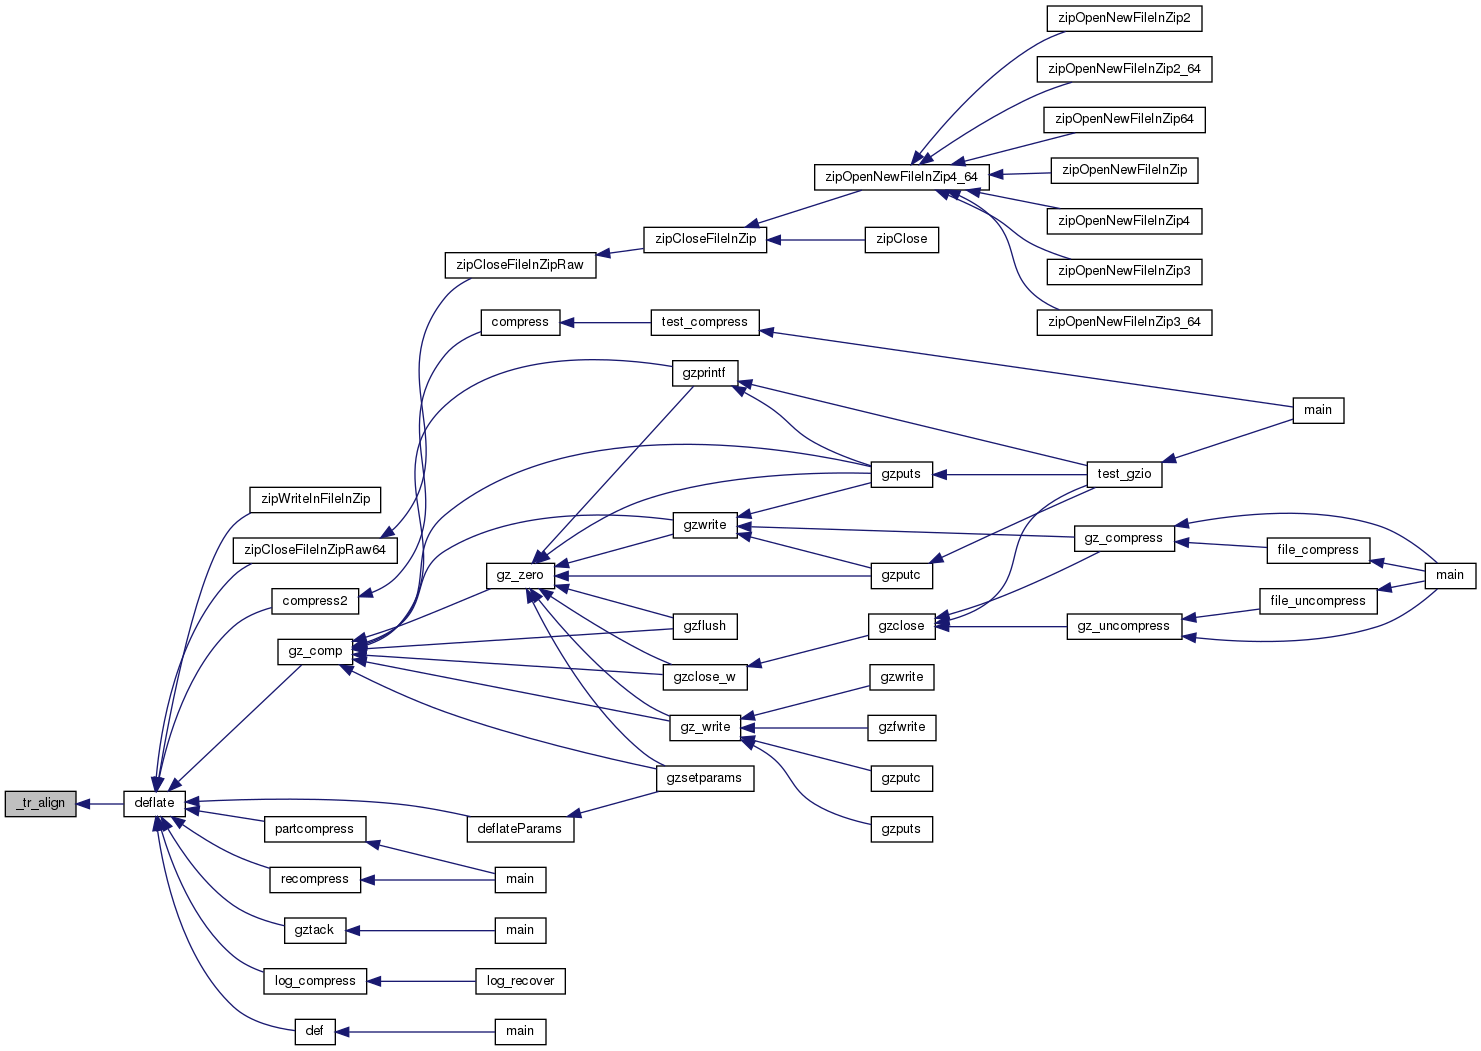 zipOpenNewFileInZip2
zipOpenNewFileInZip2_64
zipOpenNewFileInZip64
zipOpenNewFileInZip
zipOpenNewFileInZip4_64
zipOpenNewFileInZip4
zipCloseFileInZip
zipClose
zipCloseFileInZipRaw
zipOpenNewFileInZip3
zipOpenNewFileInZip3_64
compress
test_compress
gzprintf
main
gzputs
test_gzio
zipWriteInFileInZip
gzwrite
gz_compress
zipCloseFileInZipRaw64
file_compress
gz_zero
gzputc
main
compress2
file_uncompress
gzflush
gzclose
gz_uncompress
gz_comp
gzclose_w
gzwrite
gz_write
gzfwrite
gzsetparams
gzputc
_tr_align
deflate
partcompress
deflateParams
gzputs
recompress
main
gztack
main
log_compress
log_recover
def
main